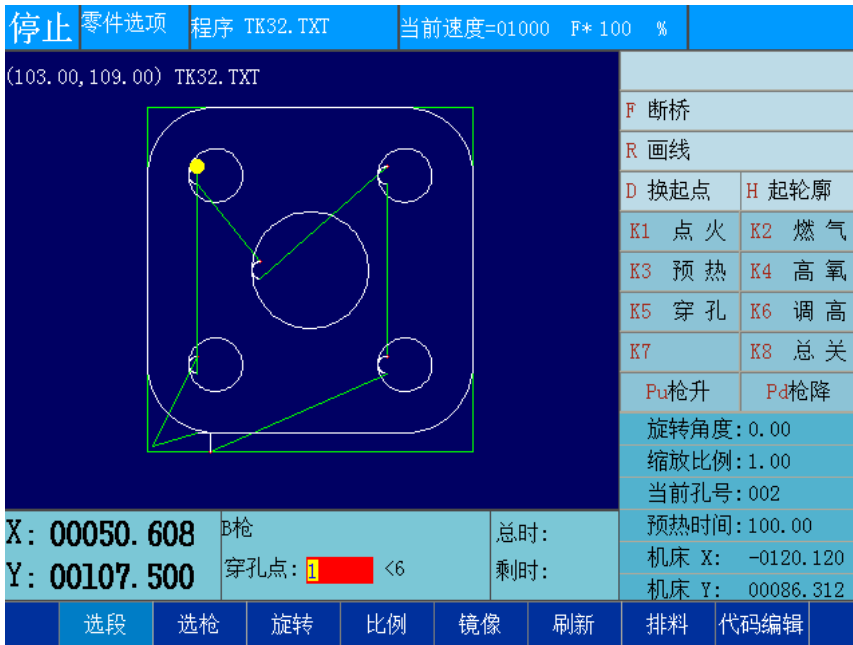 停止 零件选项 程序 TK32.TXT 当前速度=01000 F* 100 %
(103.00,109.00) TK32.TXT
F 断桥
R 画线
D 换起点 H 起轮廓
K1 点火 K2 燃气
K3 预热 K4 高氧
K5 穿孔 K6 调高
K7 K8 总关
Pu枪升 Pd枪降
旋转角度:0.00
缩放比例:1.00
当前孔号:002
预热时间:100.00
机床 X: -0120.120
机床 Y: 00086.312
X: 00050.608 B枪 总时:
Y: 00107.500 穿孔点: 1 <6 剩时:
选段 选枪 旋转 比例 镜像 刷新 排料 代码编辑